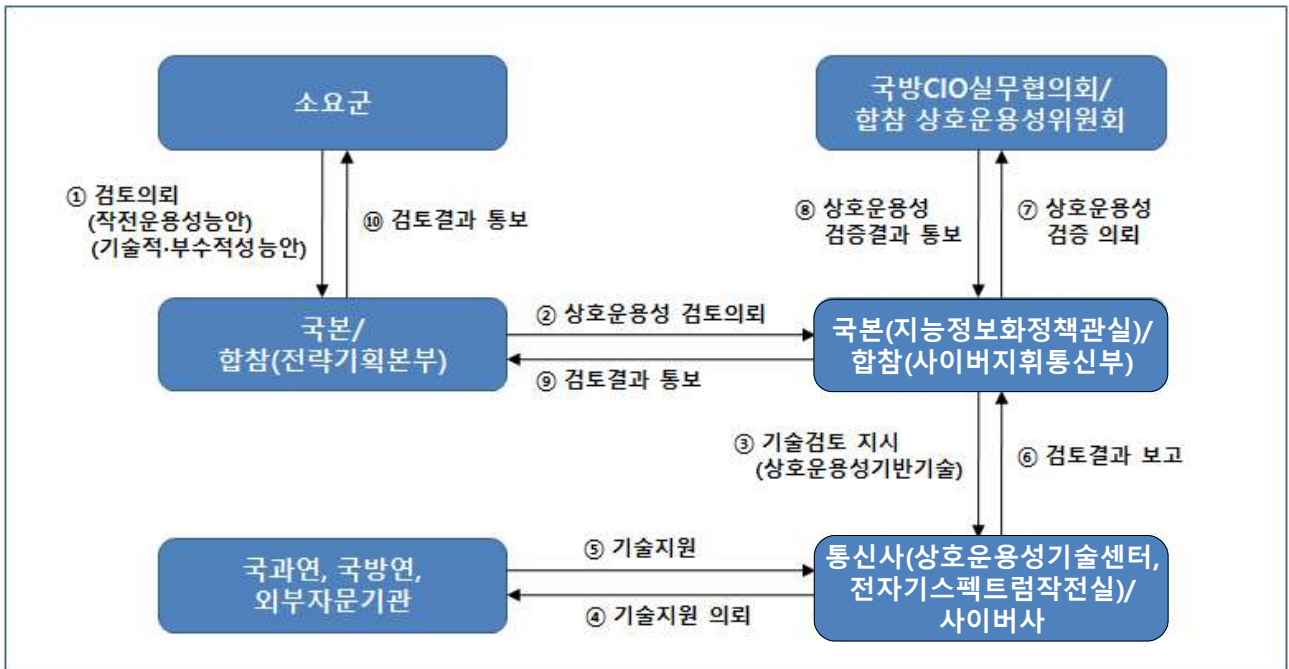 소요군
국방CIO실무협의회/
합참 상호운용성위원회
① 검토의뢰
(작전운용성능안)
(기술적·부수적성능안)
⑩ 검토결과 통보
⑧ 상호운용성
검증결과 통보
⑦ 상호운용성
검증 의뢰
국본/
합참(전략기획본부)
② 상호운용성 검토의뢰
⑨ 검토결과 통보
국본(지능정보화정책관실)/
합참(사이버지휘통신부)
③ 기술검토 지시
(상호운용성기반기술)
⑥ 검토결과 보고
국과연, 국방연,
외부자문기관
⑤ 기술지원
④ 기술지원 의뢰
통신사(상호운용성기술센터,
전자기스펙트럼작전실)/
사이버사